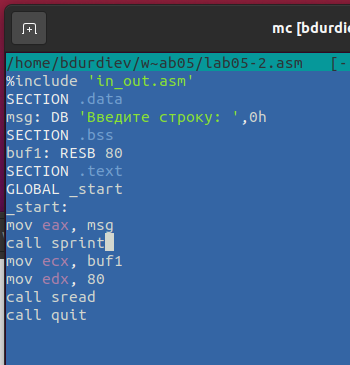 mc [bdurdie
/home/bdurdiev/w~ab05/lab05-2.asm [-
%include 'in_out.asm'
SECTION .data
msg: DB 'Введите строку: ',0h
SECTION .bss
buf1: RESB 80
SECTION .text
GLOBAL _start
_start:
mov eax, msg
call sprint
mov ecx, buf1
mov edx, 80
call sread
call quit